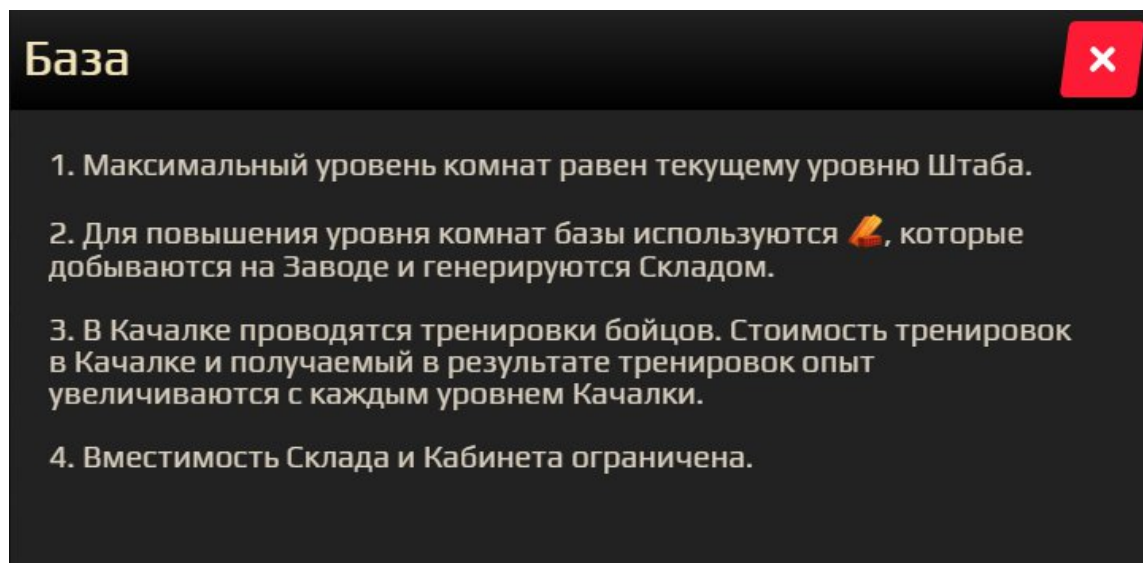 База
1. Максимальный уровень комнат равен текущему уровню Штаба.
2. Для повышения уровня комнат базы используются , которые
добываются на Заводе и генерируются Складом.
3. В Качалке проводятся тренировки бойцов. Стоимость тренировок
в Качалке и получаемый в результате тренировок опыт
увеличиваются с каждым уровнем Качалки.
4. Вместимость Склада и Кабинета ограничена.